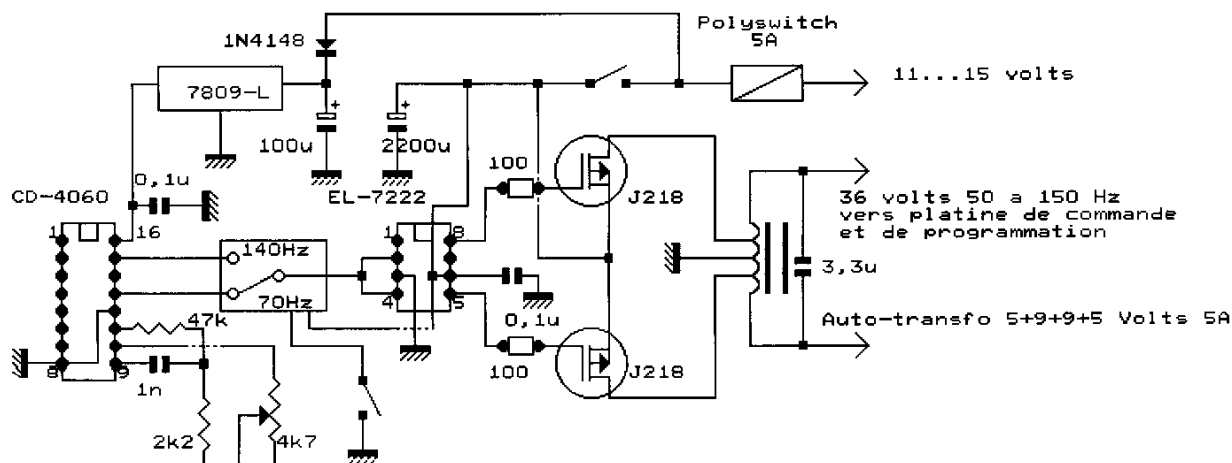 Polyswitch
5A
1N4148
11...15 volts
7809-L
+
100u
+
2200u
0,1u
CD-4060
EL-7222
100
J218
36 volts 50 a 150 Hz
vers platine de commande
et de programmation
1
16
140Hz
1
8
3,3u
70Hz
4
5
0,1u
Auto-transfo 5+9+9+5 Volts 5A
47k
8
9
1n
100
J218
2k2
4k7